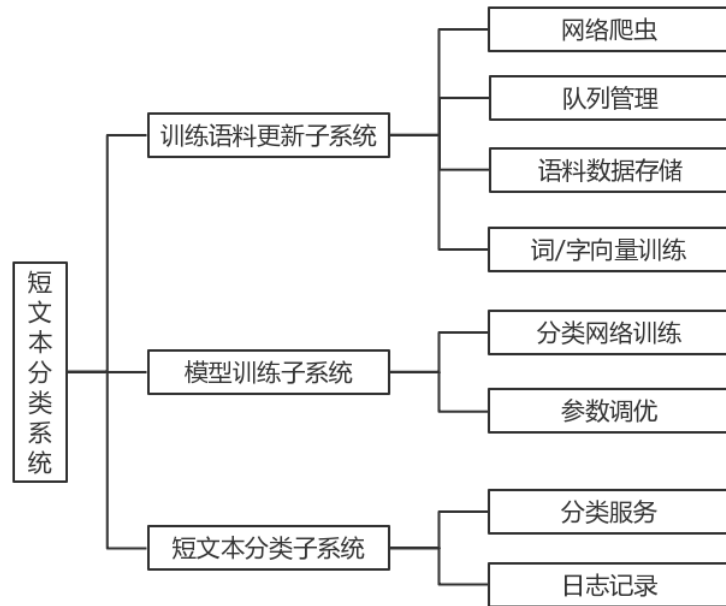 短文本分类系统
训练语料更新子系统
网络爬虫
队列管理
语料数据存储
词/字向量训练
模型训练子系统
分类网络训练
参数调优
短文本分类子系统
分类服务
日志记录